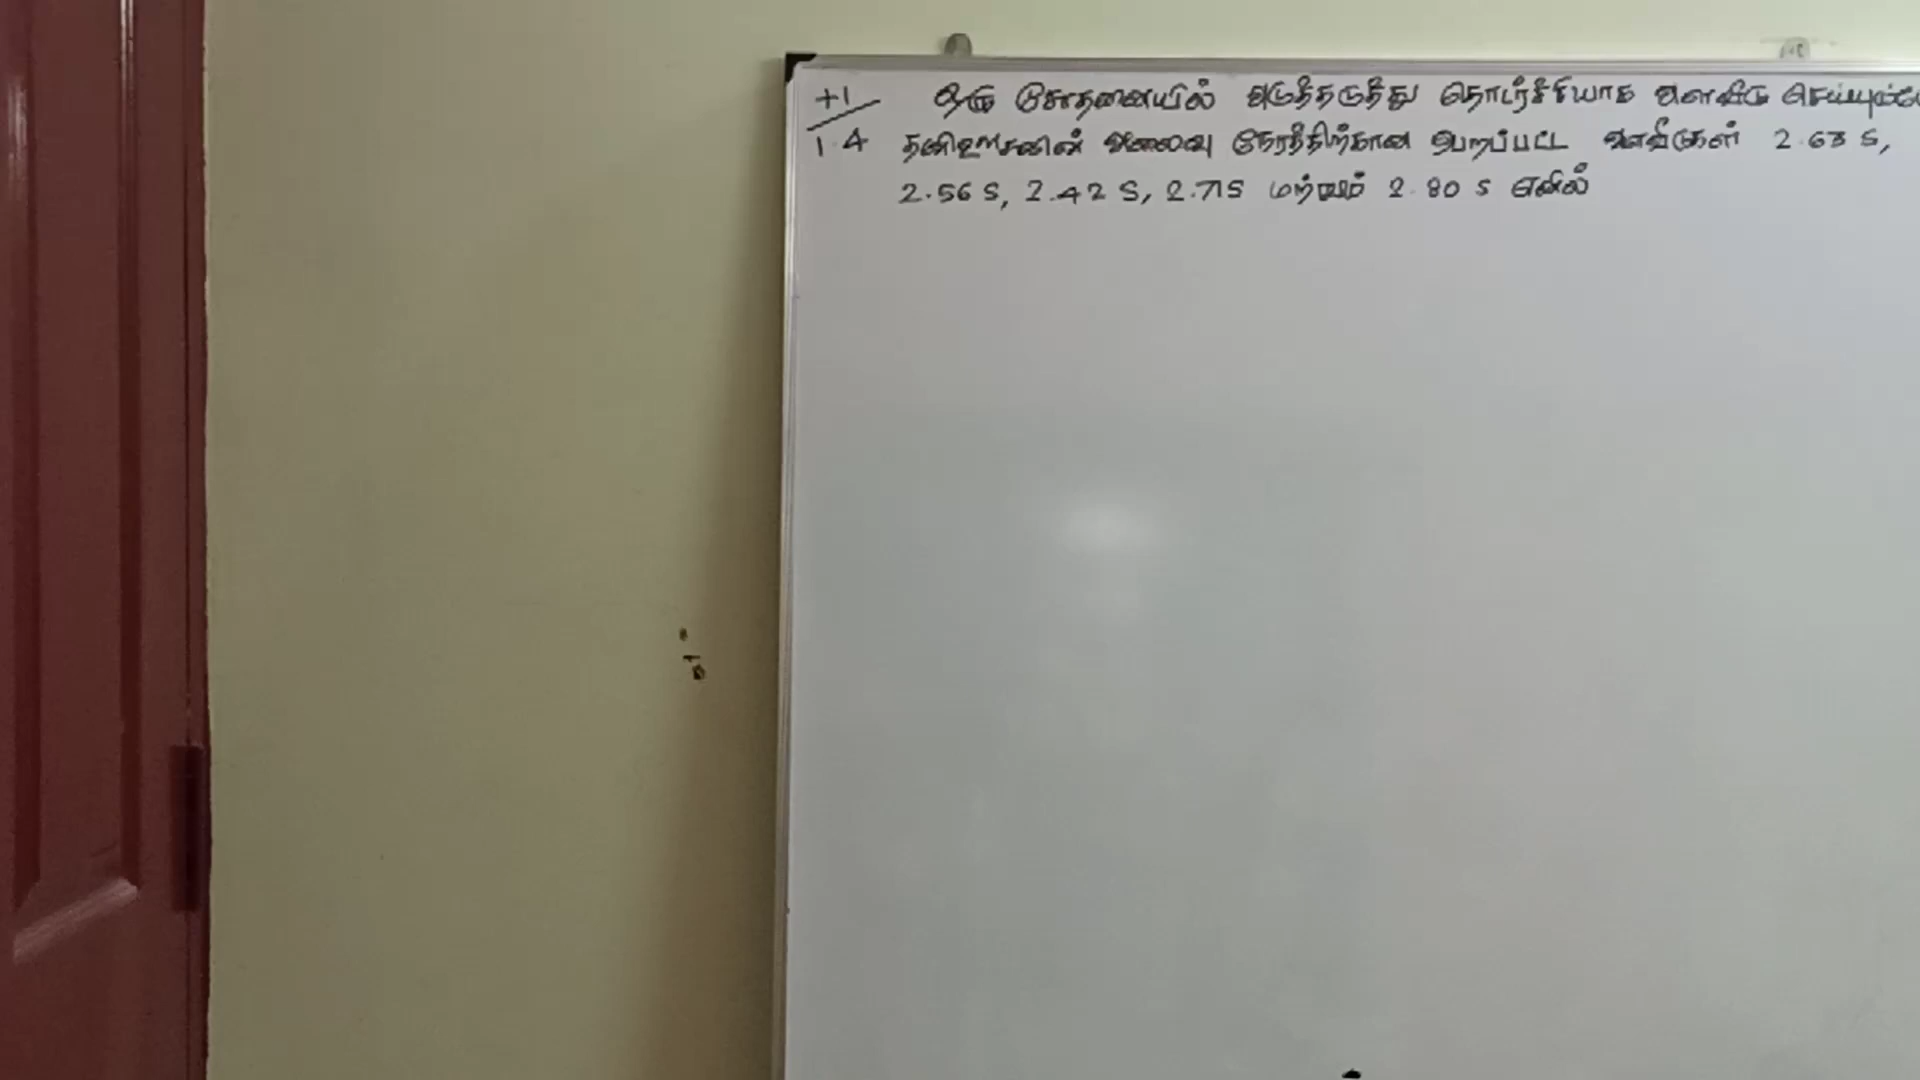 +1 ஒரு சோதனையில் அடுத்தடுத்து தொடர்ச்சியாக அளவீடு
1.4 தனிஊசலின் அலைவு நேரத்திற்கான பெறப்பட்ட அளவீடுகள் 2.63 s,
2.56 s, 2.42 s, 2.71s மற்றும் 2.80 s எனில்